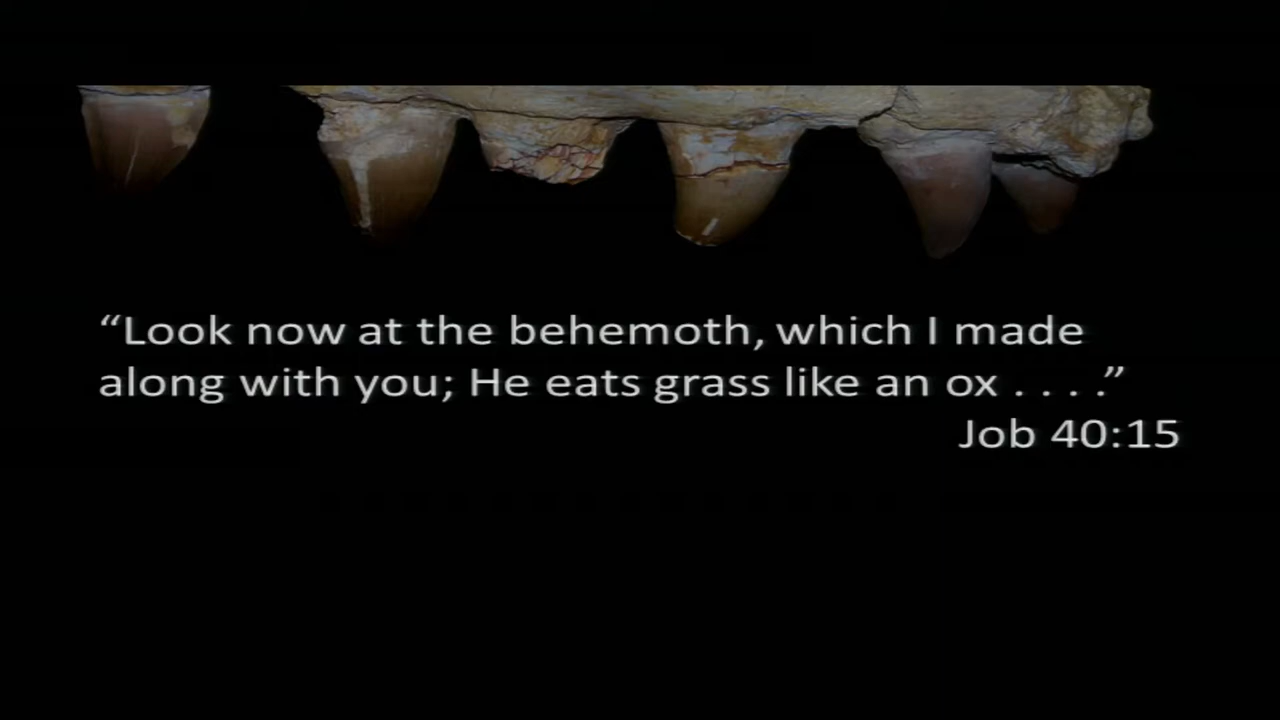 “Look now at the behemoth, which I made
along with you; He eats grass like an ox . . . .”
Job 40:15